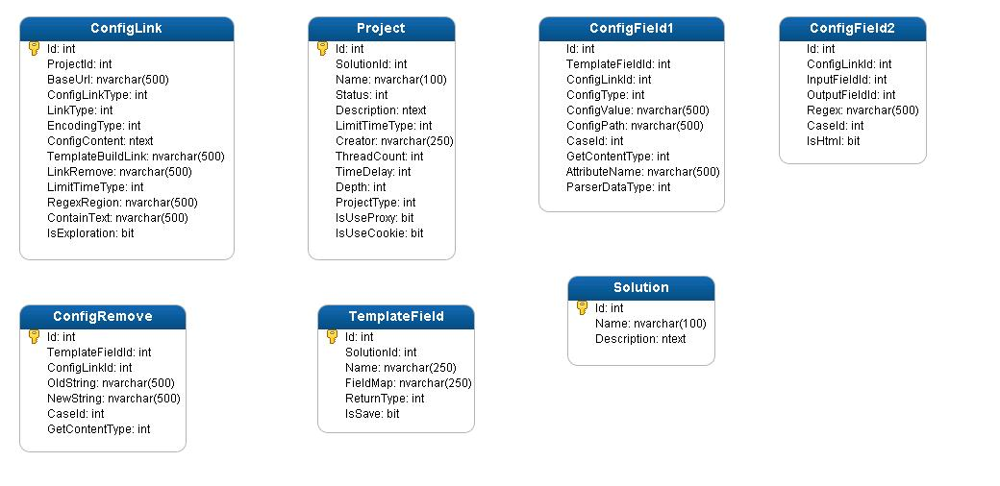 ConfigLink
Id: int
ProjectId: int
BaseUrl: nvarchar(500)
ConfigLinkType: int
LinkType: int
EncodingType: int
ConfigContent: ntext
TemplateBuildLink: nvarchar(500)
LinkRemove: nvarchar(500)
LimitTimeType: int
RegexRegion: nvarchar(500)
ContainText: nvarchar(500)
IsExploration: bit
Project
Id: int
SolutionId: int
Name: nvarchar(100)
Status: int
Description: ntext
LimitTimeType: int
Creator: nvarchar(250)
ThreadCount: int
TimeDelay: int
Depth: int
ProjectType: int
IsUseProxy: bit
IsUseCookie: bit
ConfigField1
Id: int
TemplateFieldId: int
ConfigLinkId: int
ConfigType: int
ConfigValue: nvarchar(500)
ConfigPath: nvarchar(500)
CaseId: int
GetContentType: int
AttributeName: nvarchar(500)
ParserDataType: int
ConfigField2
Id: int
ConfigLinkId: int
InputFieldId: int
OutputFieldId: int
Regex: nvarchar(500)
CaseId: int
IsHtml: bit
ConfigRemove
Id: int
TemplateFieldId: int
ConfigLinkId: int
OldString: nvarchar(500)
NewString: nvarchar(500)
CaseId: int
GetContentType: int
TemplateField
Id: int
SolutionId: int
Name: nvarchar(250)
FieldMap: nvarchar(250)
ReturnType: int
IsSave: bit
Solution
Id: int
Name: nvarchar(100)
Description: ntext